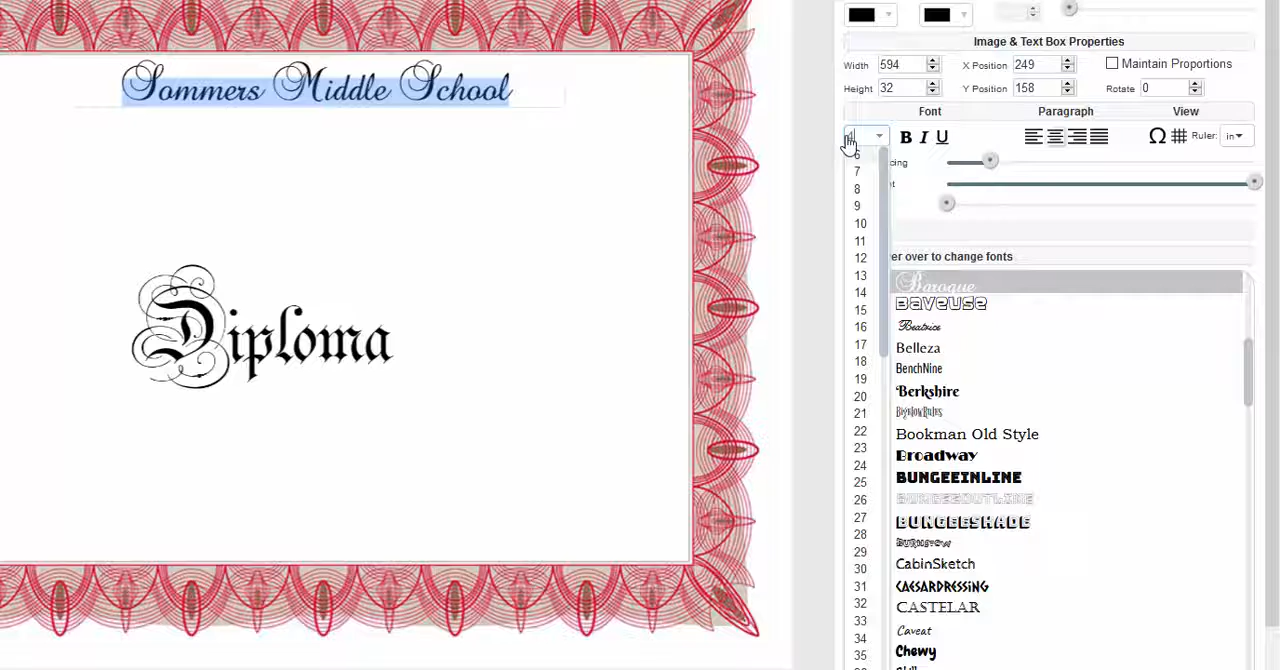 Image & Text Box Properties
Width 594 X Position 249 Maintain Proportions
Height 32 Y Position 158 Rotate 0
Font Paragraph View
B I U Ω Ruler: in
6
7
8
9
10
11
12
13
14
15
16
17
18
19
20
21
22
23
24
25
26
27
28
29
30
31
32
33
34
35
cing
t
er over to change fonts
Baroque
Baveuse
Beatrice
Belleza
BenchNine
Berkshire
BigelowRules
Bookman Old Style
Broadway
BUNGEEINLINE
BUNGEEOUTLINE
BUNGEESHADE
CabinSketch
CAESARDRESSING
CASTELAR
Caveat
Chewy
Sommers Middle School
Diploma